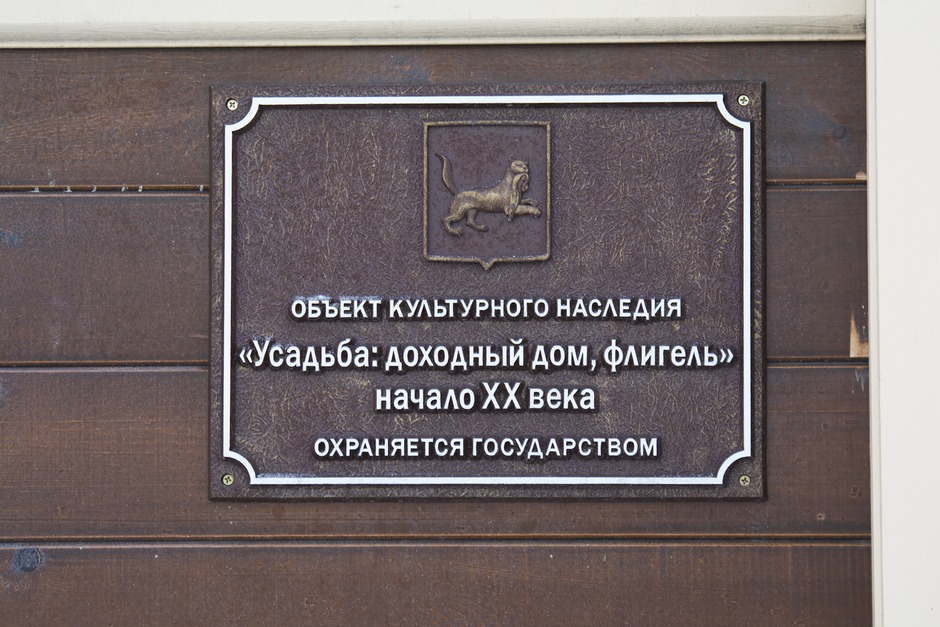 ОБЪЕКТ КУЛЬТУРНОГО НАСЛЕДИЯ
«Усадьба: доходный дом, флигель»
начало XX века
ОХРАНЯЕТСЯ ГОСУДАРСТВОМ